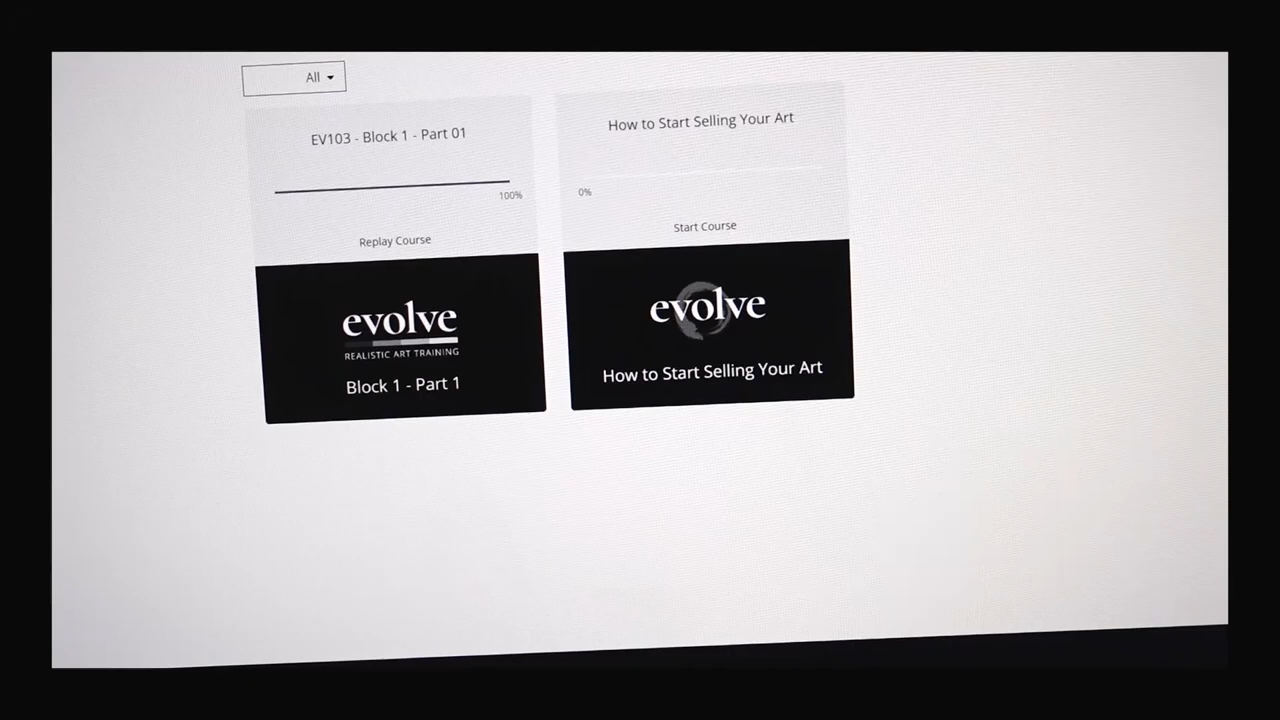 All
EV103 - Block 1 - Part 01
100%
Replay Course
evolve
REALISTIC ART TRAINING
Block 1 - Part 1
How to Start Selling Your Art
0%
Start Course
evolve
How to Start Selling Your Art